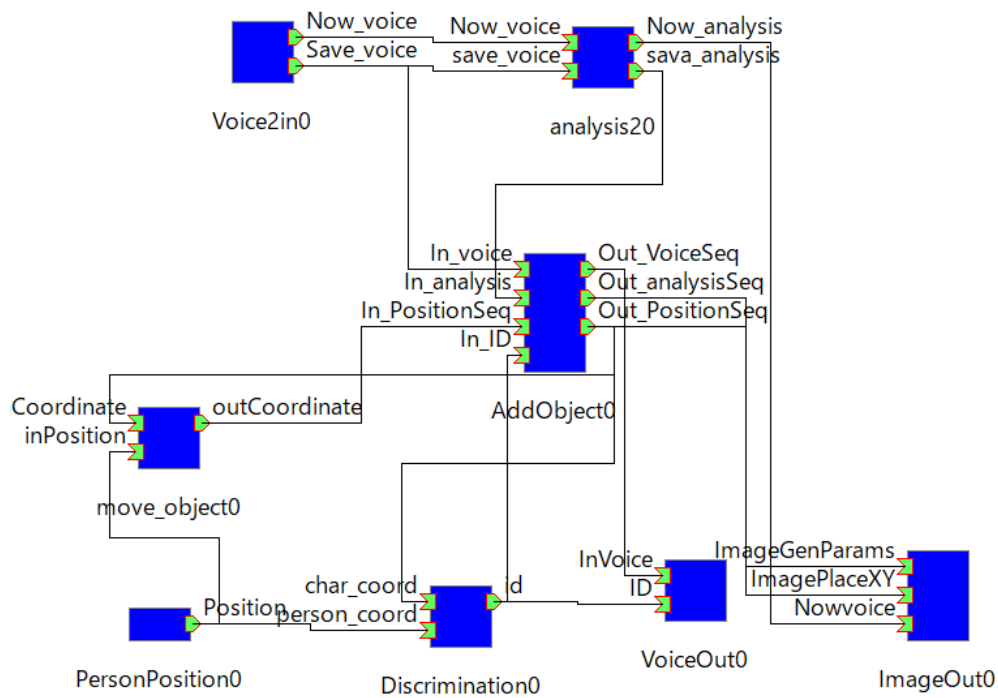 Now_voice
Save_voice
Now_voice
save_voice
Now_analysis
sava_analysis
Voice2in0
analysis20
In_voice
In_analysis
In_PositionSeq
In_ID
Out_VoiceSeq
Out_analysisSeq
Out_PositionSeq
AddObject0
Coordinate
inPosition
outCoordinate
move_object0
Position
PersonPosition0
char_coord
person_coord
id
Discrimination0
InVoice
ID
VoiceOut0
ImageGenParams
ImagePlaceXY
Nowvoice
ImageOut0